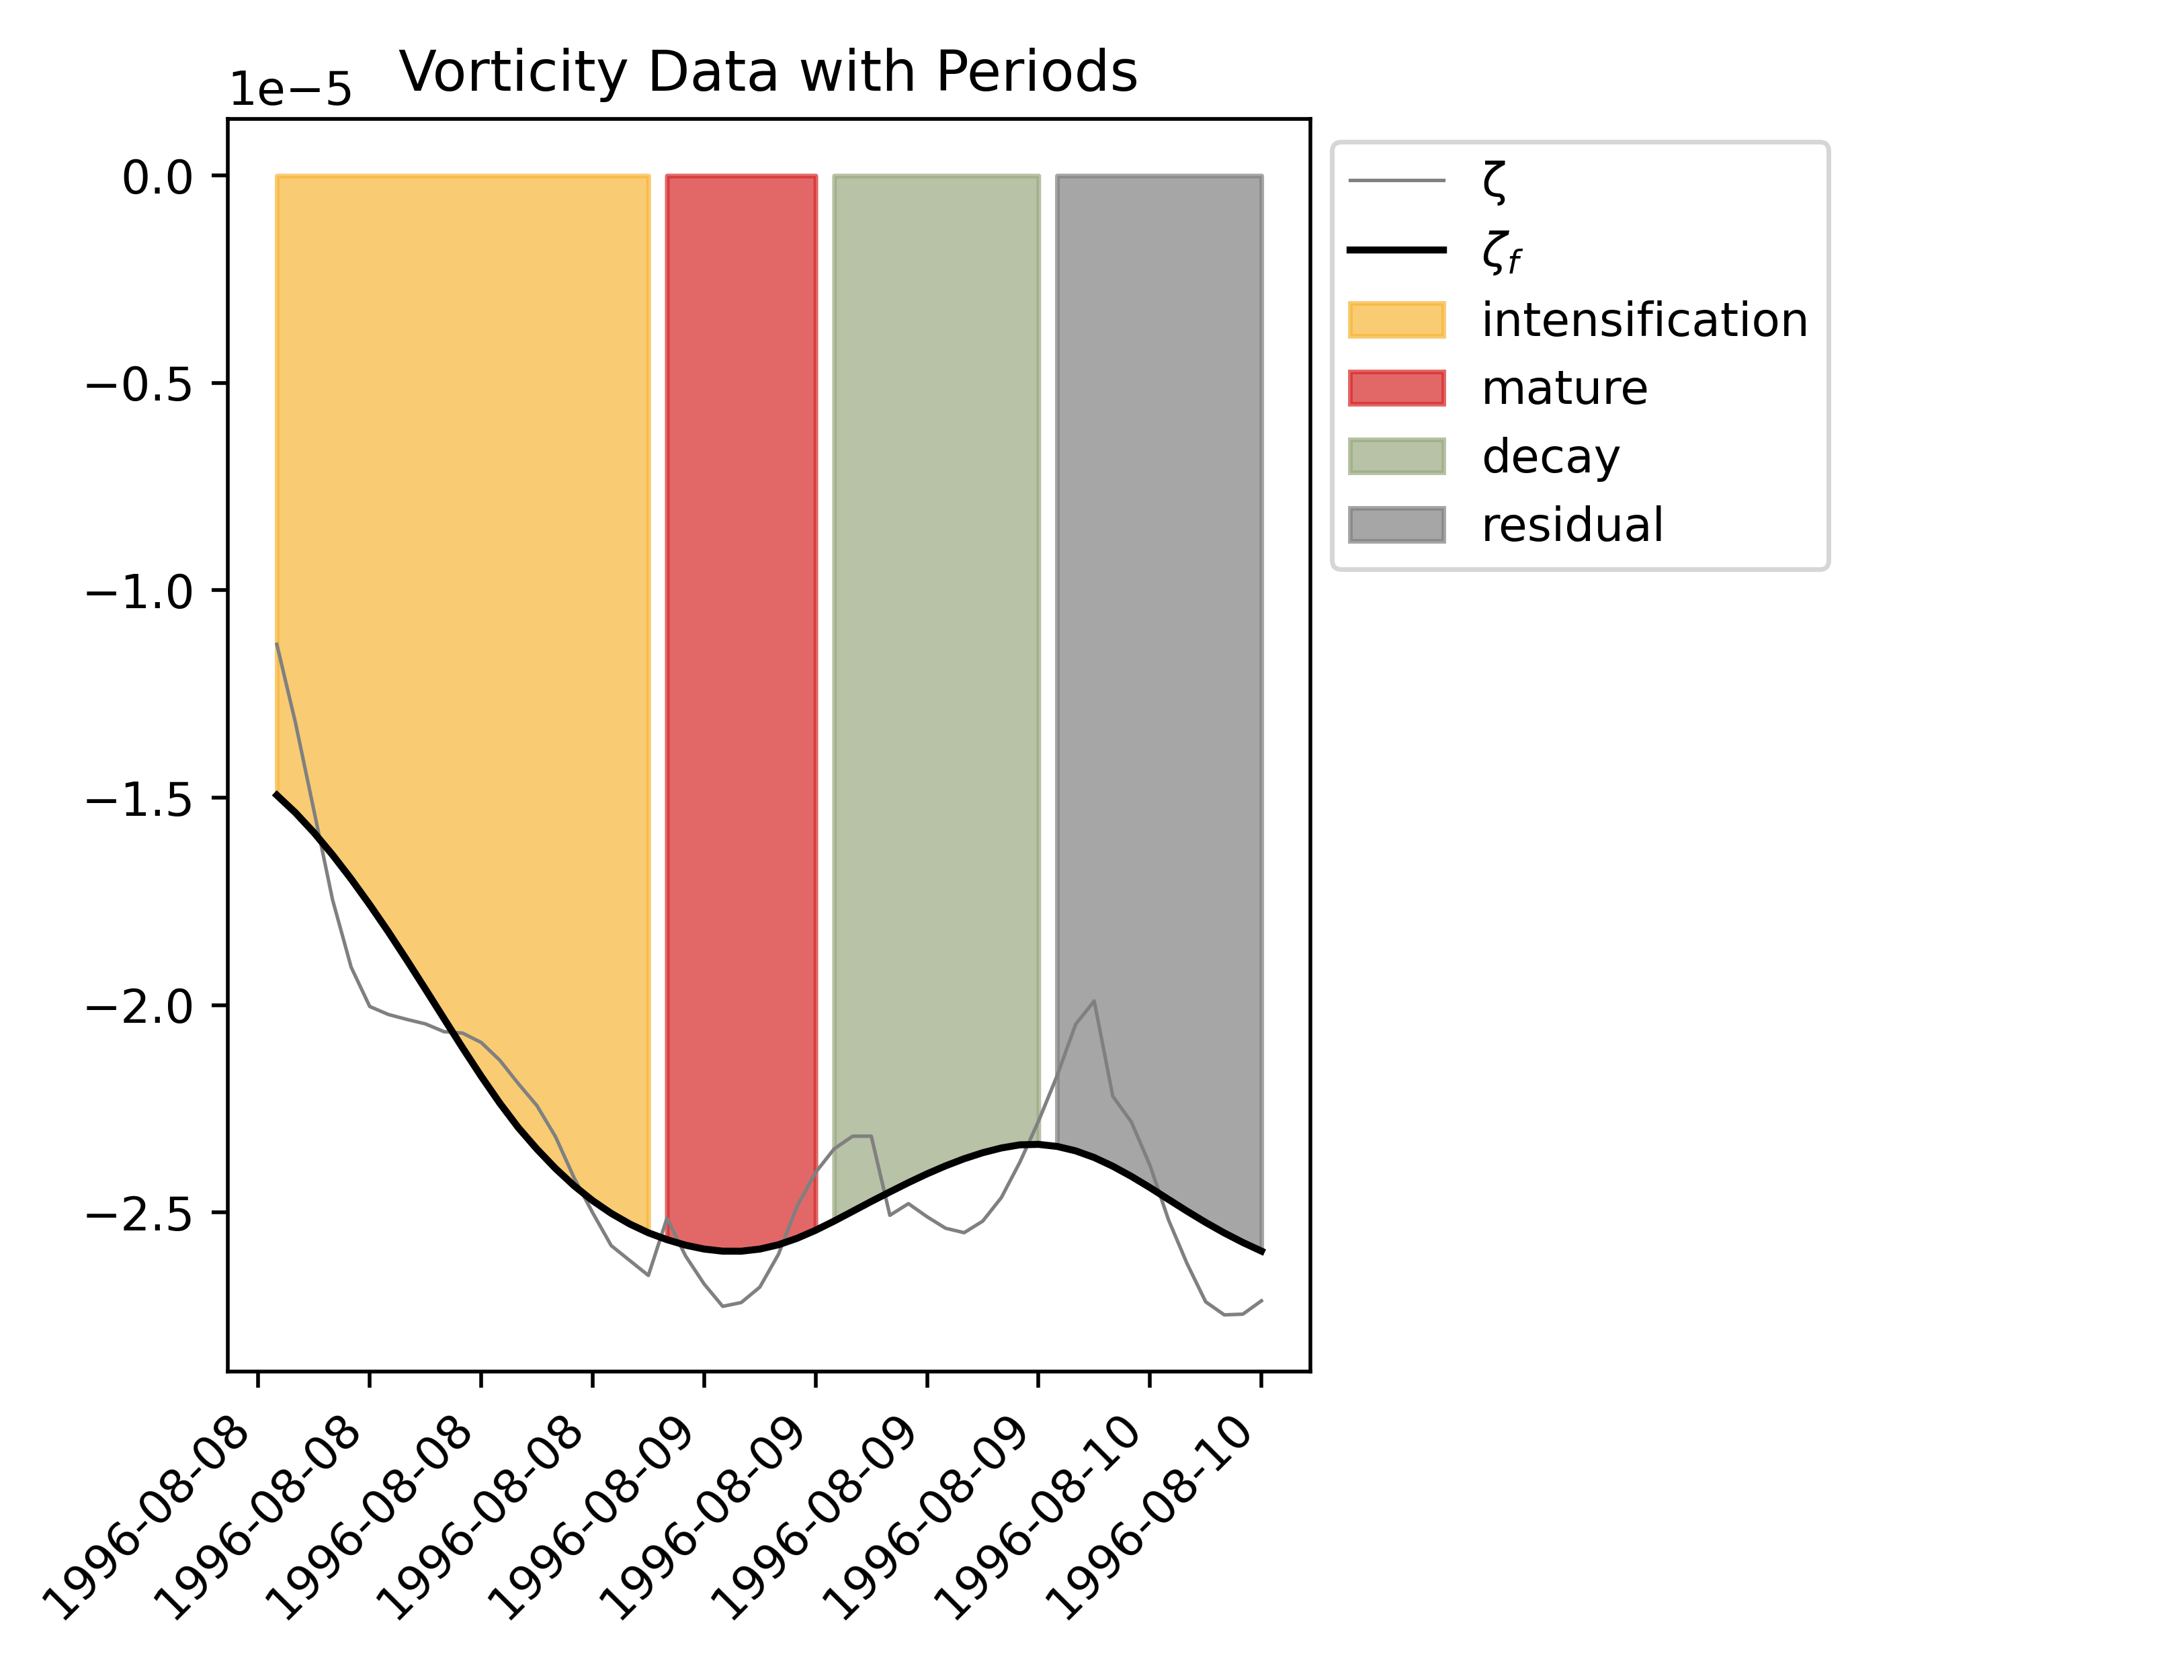 Vorticity Data with Periods
1e−5
0.0
−0.5
−1.0
−1.5
−2.0
−2.5
1996-08-08
1996-08-08
1996-08-08
1996-08-08
1996-08-09
1996-08-09
1996-08-09
1996-08-09
1996-08-10
1996-08-10
ζ
ζf
intensification
mature
decay
residual